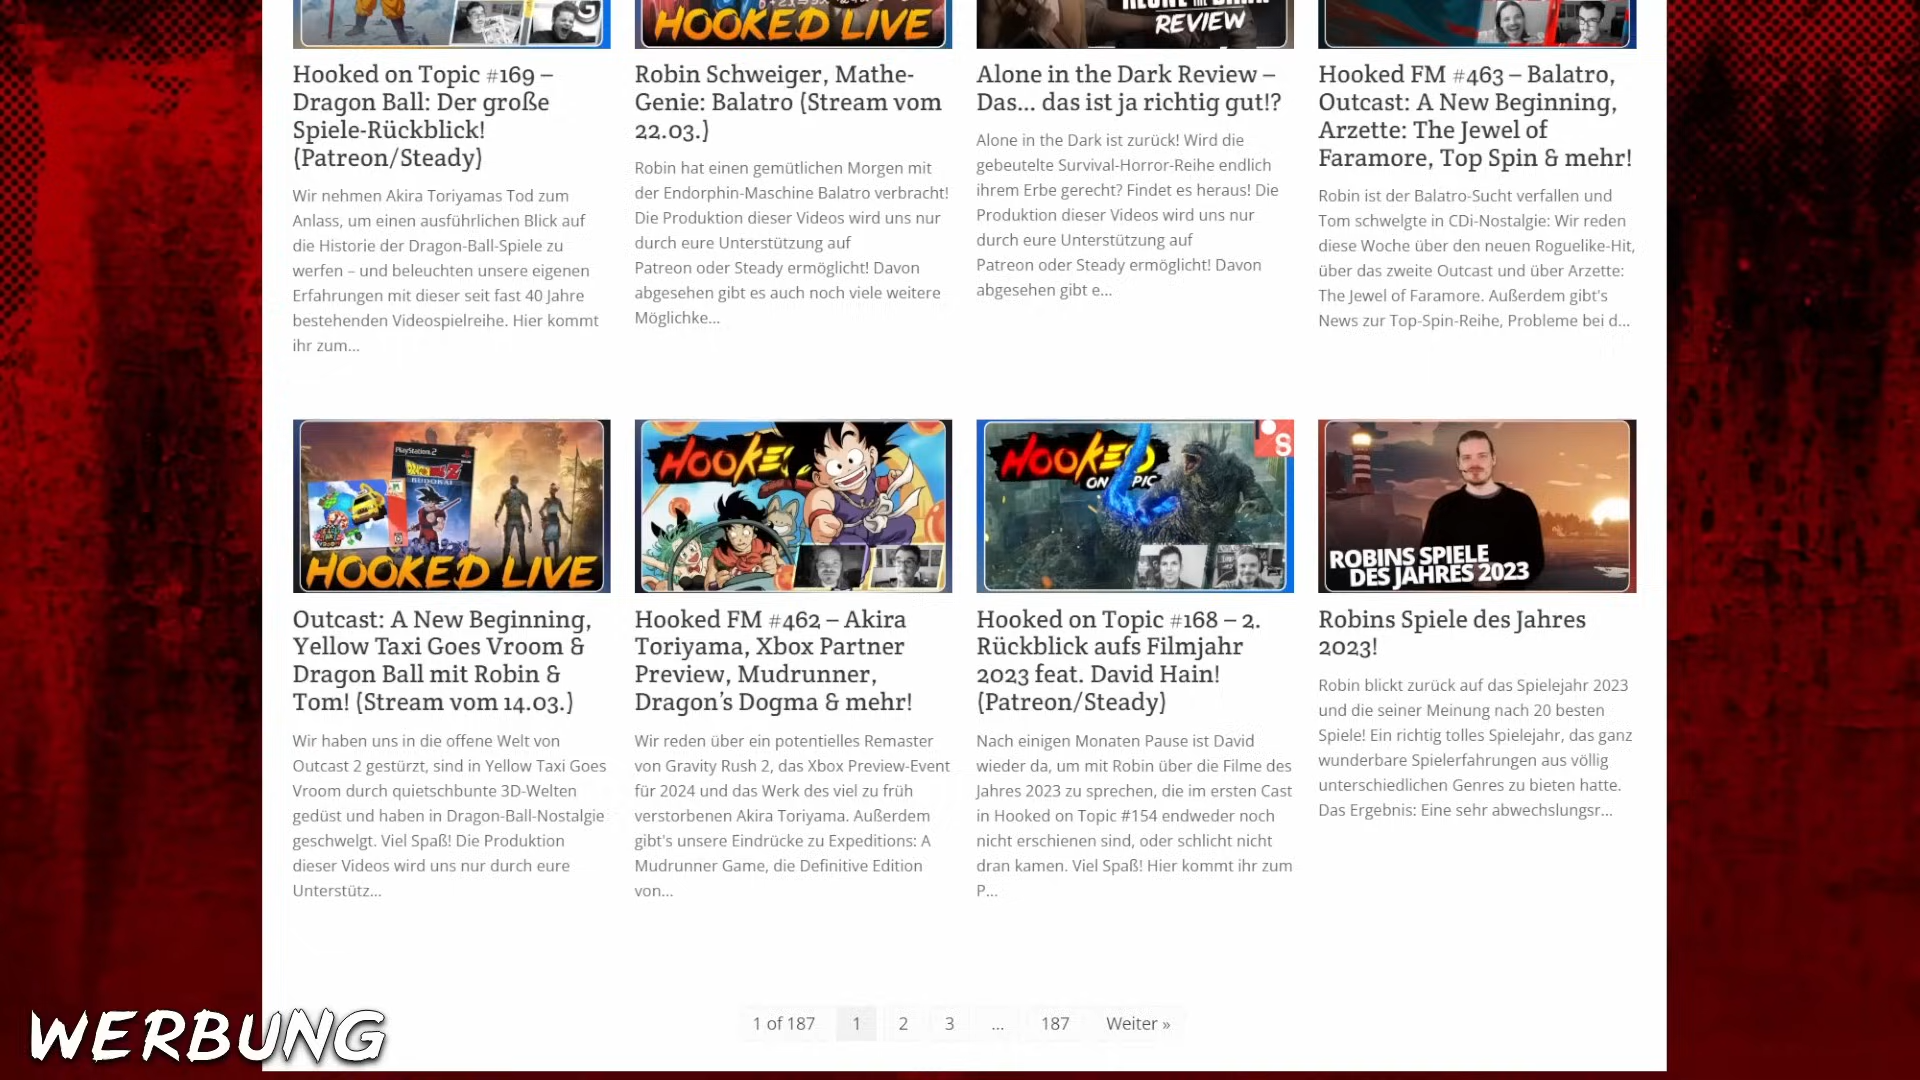 HOOKED LIVE
REVIEW
Hooked on Topic #169 –
Dragon Ball: Der große
Spiele-Rückblick!
(Patreon/Steady)
Wir nehmen Akira Toriyamas Tod zum
Anlass, um einen ausführlichen Blick auf
die Historie der Dragon-Ball-Spiele zu
werfen – und beleuchten unsere eigenen
Erfahrungen mit dieser seit fast 40 Jahre
bestehenden Videospielreihe. Hier kommt
ihr zum...
Robin Schweiger, Mathe-
Genie: Balatro (Stream vom
22.03.)
Robin hat einen gemütlichen Morgen mit
der Endorphin-Maschine Balatro verbracht!
Die Produktion dieser Videos wird uns nur
durch eure Unterstützung auf
Patreon oder Steady ermöglicht! Davon
abgesehen gibt es auch noch viele weitere
Möglichke...
Alone in the Dark Review –
Das... das ist ja richtig gut!?
Alone in the Dark ist zurück! Wird die
gebeutelte Survival-Horror-Reihe endlich
ihrem Erbe gerecht? Findet es heraus! Die
Produktion dieser Videos wird uns nur
durch eure Unterstützung auf
Patreon oder Steady ermöglicht! Davon
abgesehen gibt e...
Hooked FM #463 – Balatro,
Outcast: A New Beginning,
Arzette: The Jewel of
Faramore, Top Spin & mehr!
Robin ist der Balatro-Sucht verfallen und
Tom schwelgte in CDi-Nostalgie: Wir reden
diese Woche über den neuen Roguelike-Hit,
über das zweite Outcast und über Arzette:
The Jewel of Faramore. Außerdem gibt's
News zur Top-Spin-Reihe, Probleme bei d...
PlayStation 2
BUDOKAI
HOOKED LIVE
Outcast: A New Beginning,
Yellow Taxi Goes Vroom &
Dragon Ball mit Robin &
Tom! (Stream vom 14.03.)
Wir haben uns in die offene Welt von
Outcast 2 gestürzt, sind in Yellow Taxi Goes
Vroom durch quietschbunte 3D-Welten
gedüst und haben in Dragon-Ball-Nostalgie
geschwelgt. Viel Spaß! Die Produktion
dieser Videos wird uns nur durch eure
Unterstütz...
Hooked FM #462 – Akira
Toriyama, Xbox Partner
Preview, Mudrunner,
Dragon's Dogma & mehr!
Wir reden über ein potentielles Remaster
von Gravity Rush 2, das Xbox Preview-Event
für 2024 und das Werk des viel zu früh
verstorbenen Akira Toriyama. Außerdem
gibt's unsere Eindrücke zu Expeditions: A
Mudrunner Game, die Definitive Edition
von...
HOOKED
Hooked on Topic #168 – 2.
Rückblick aufs Filmjahr
2023 feat. David Hain!
(Patreon/Steady)
Nach einigen Monaten Pause ist David
wieder da, um mit Robin über die Filme des
Jahres 2023 zu sprechen, die im ersten Cast
in Hooked on Topic #154 endweder noch
nicht erschienen sind, oder schlicht nicht
dran kamen. Viel Spaß! Hier kommt ihr zum
P...
ROBINS SPIELE
DES JAHRES 2023
Robins Spiele des Jahres
2023!
Robin blickt zurück auf das Spielejahr 2023
und die seiner Meinung nach 20 besten
Spiele! Ein richtig tolles Spielejahr, das ganz
wunderbare Spielerfahrungen aus völlig
unterschiedlichen Genres zu bieten hatte.
Das Ergebnis: Eine sehr abwechslungsr...
1 of 187 1 2 3 ... 187 Weiter »
WERBUNG